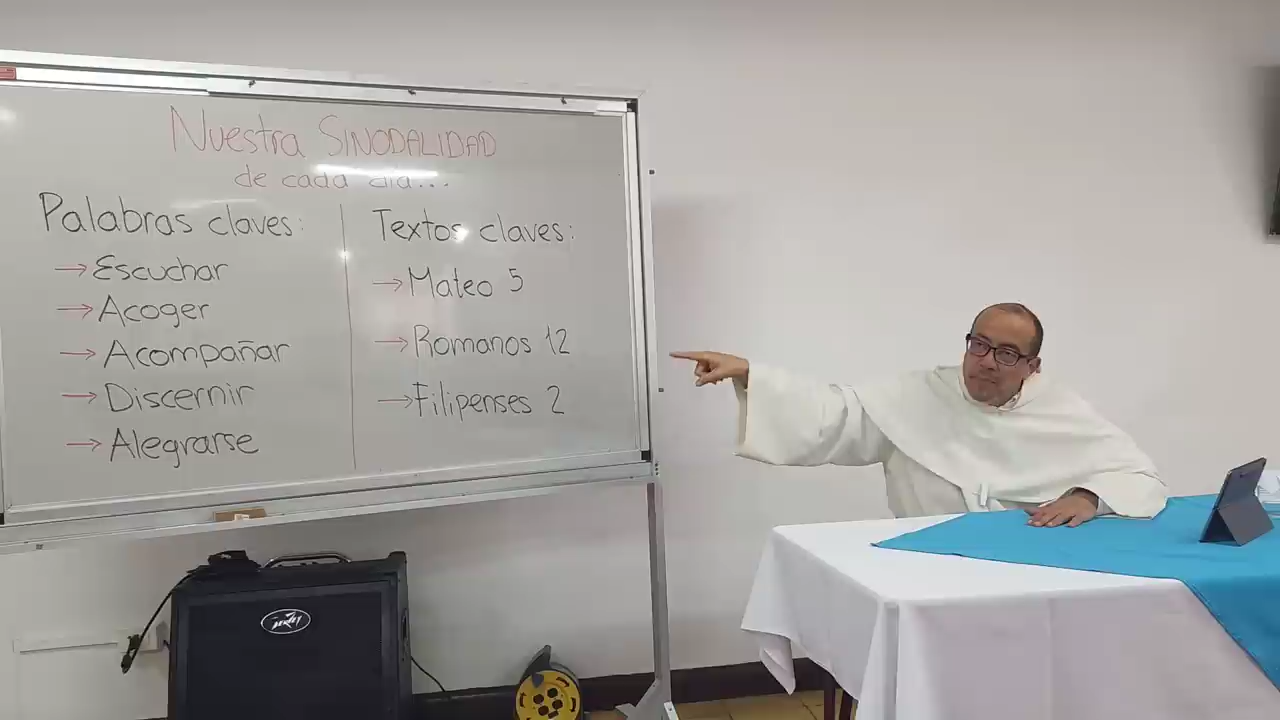 Nuestra SINODALIDAD
de cada día...
Palabras claves:
→ Escuchar
→ Acoger
→ Acompañar
→ Discernir
→ Alegrarse
Textos claves:
→ Mateo 5
→ Romanos 12
→ Filipenses 2